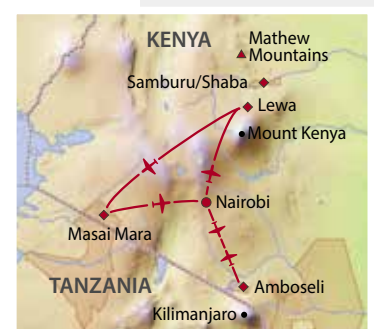 KENYA
Mathew
Mountains
Samburu/Shaba
Lewa
Mount Kenya
Nairobi
Masai Mara
TANZANIA
Amboseli
Kilimanjaro